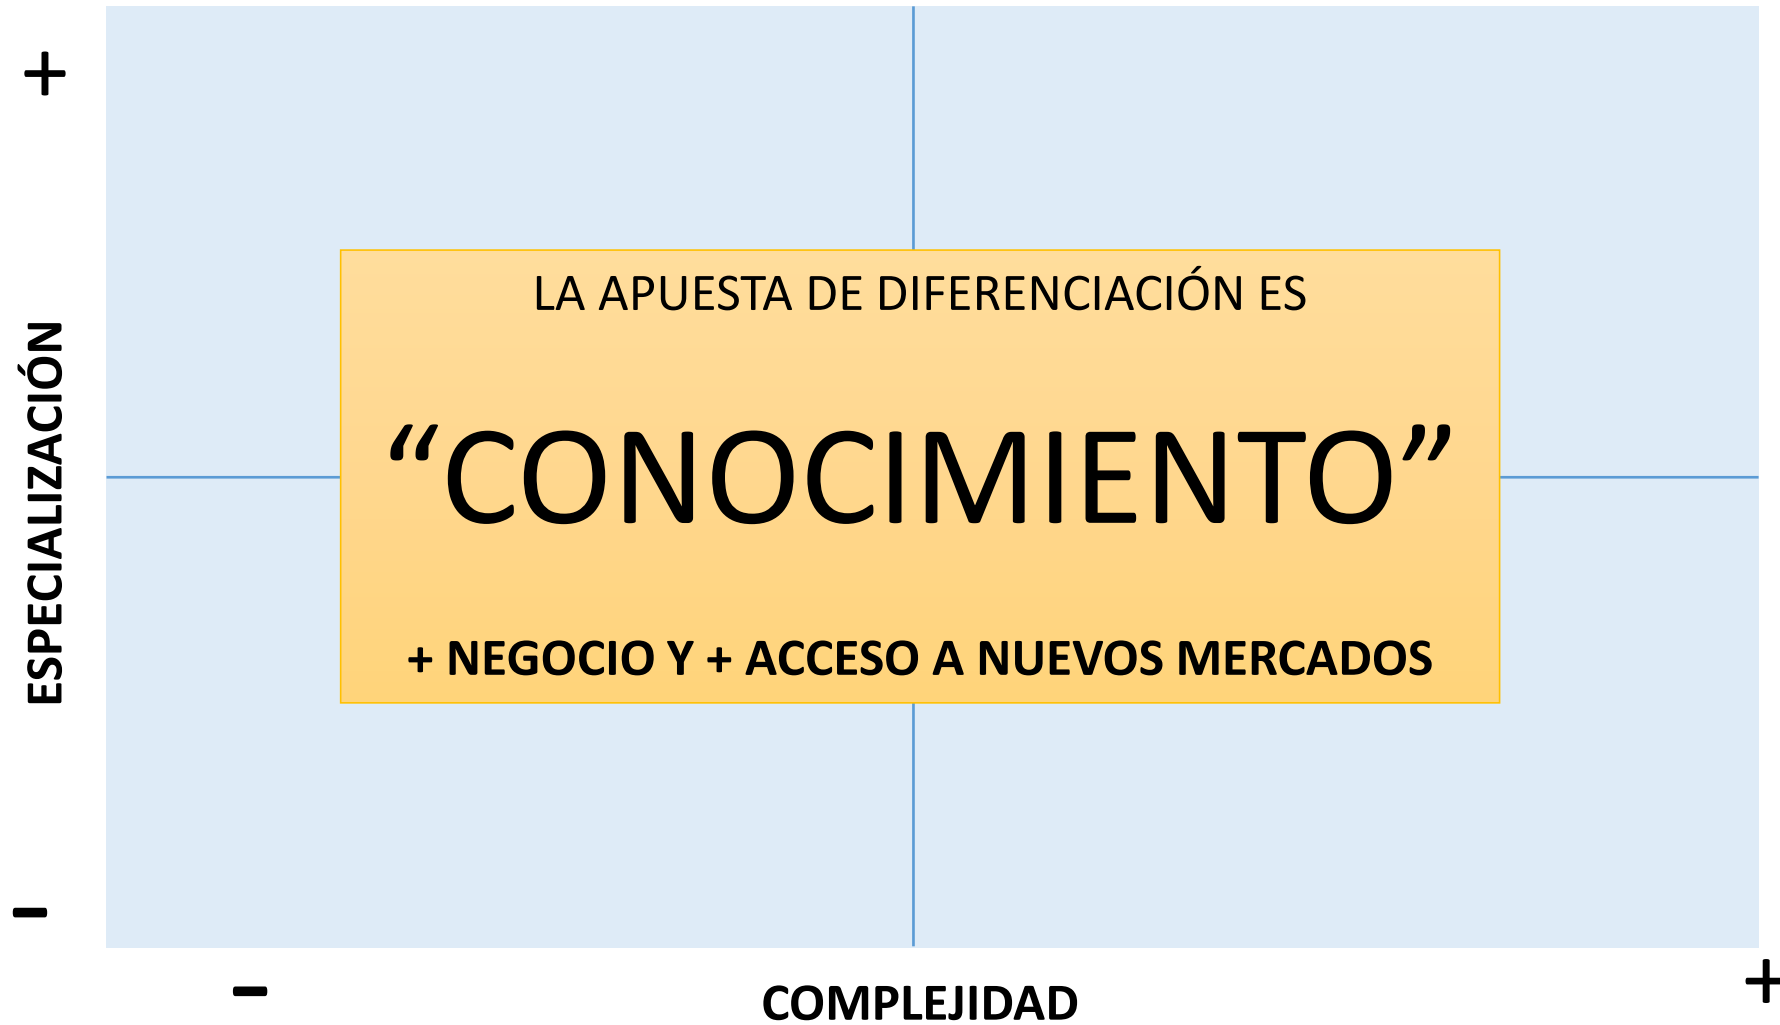 +
LA APUESTA DE DIFERENCIACIÓN ES
“CONOCIMIENTO”
+ NEGOCIO Y + ACCESO A NUEVOS MERCADOS
ESPECIALIZACIÓN
-
-
COMPLEJIDAD
+